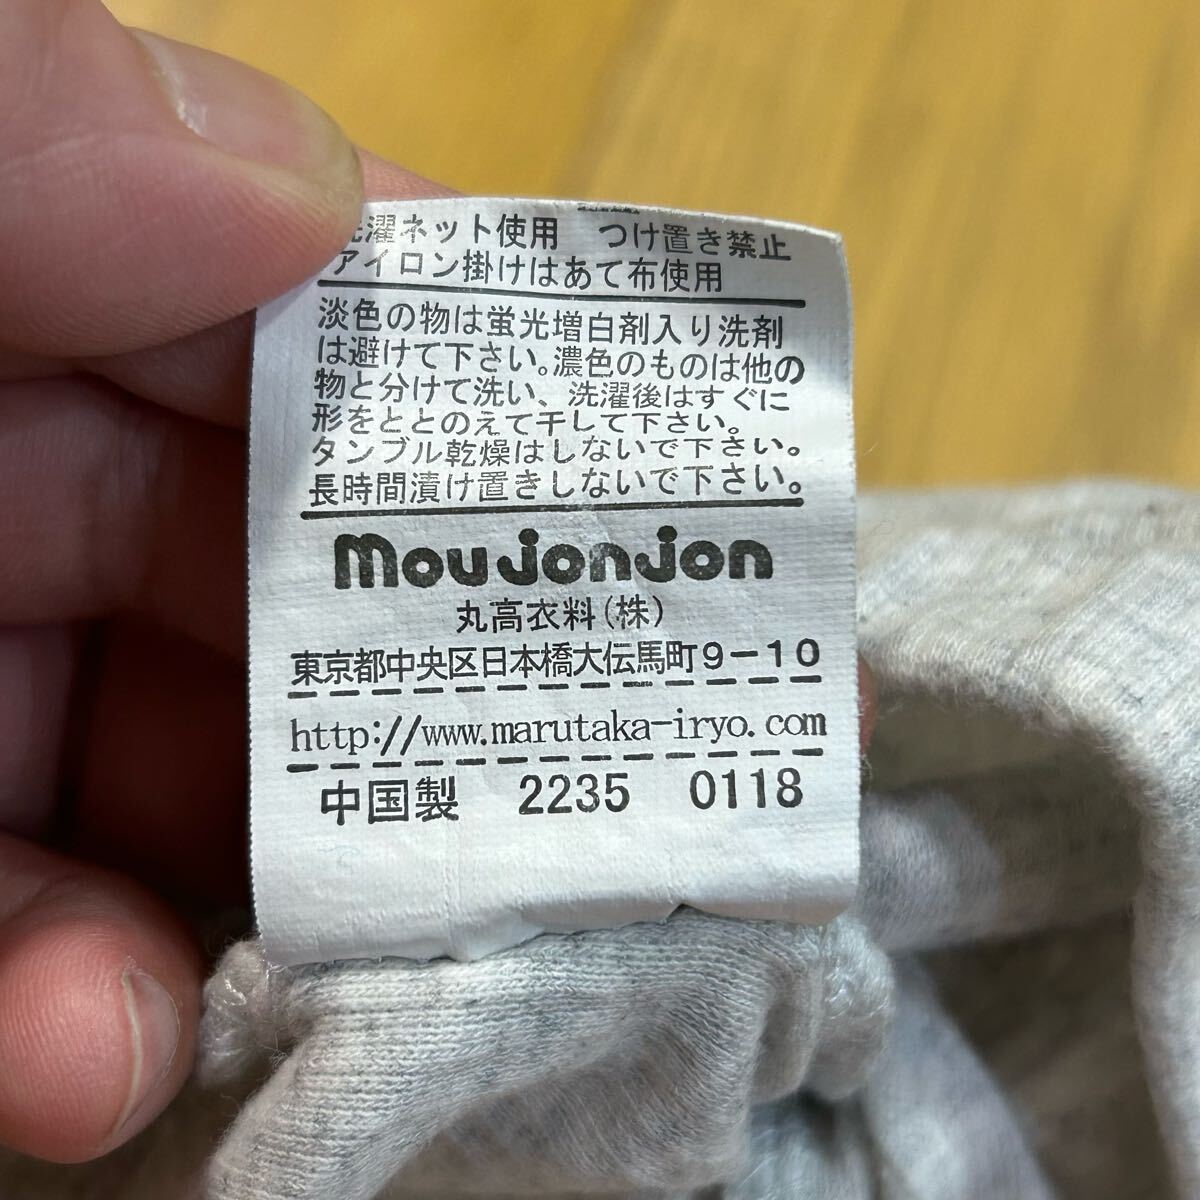 洗濯ネット使用　つけ置き禁止
アイロン掛けはあて布使用
淡色の物は蛍光増白剤入り洗剤
は避けて下さい。濃色のものは他の
物と分けて洗い、洗濯後はすぐに
形をととのえて干して下さい。
タンブル乾燥はしないで下さい。
長時間漬け置きしないで下さい。
moujonjon
丸高衣料(株)
東京都中央区日本橋大伝馬町９－１０
http://www.marutaka-iryo.com
中国製　2235　0118